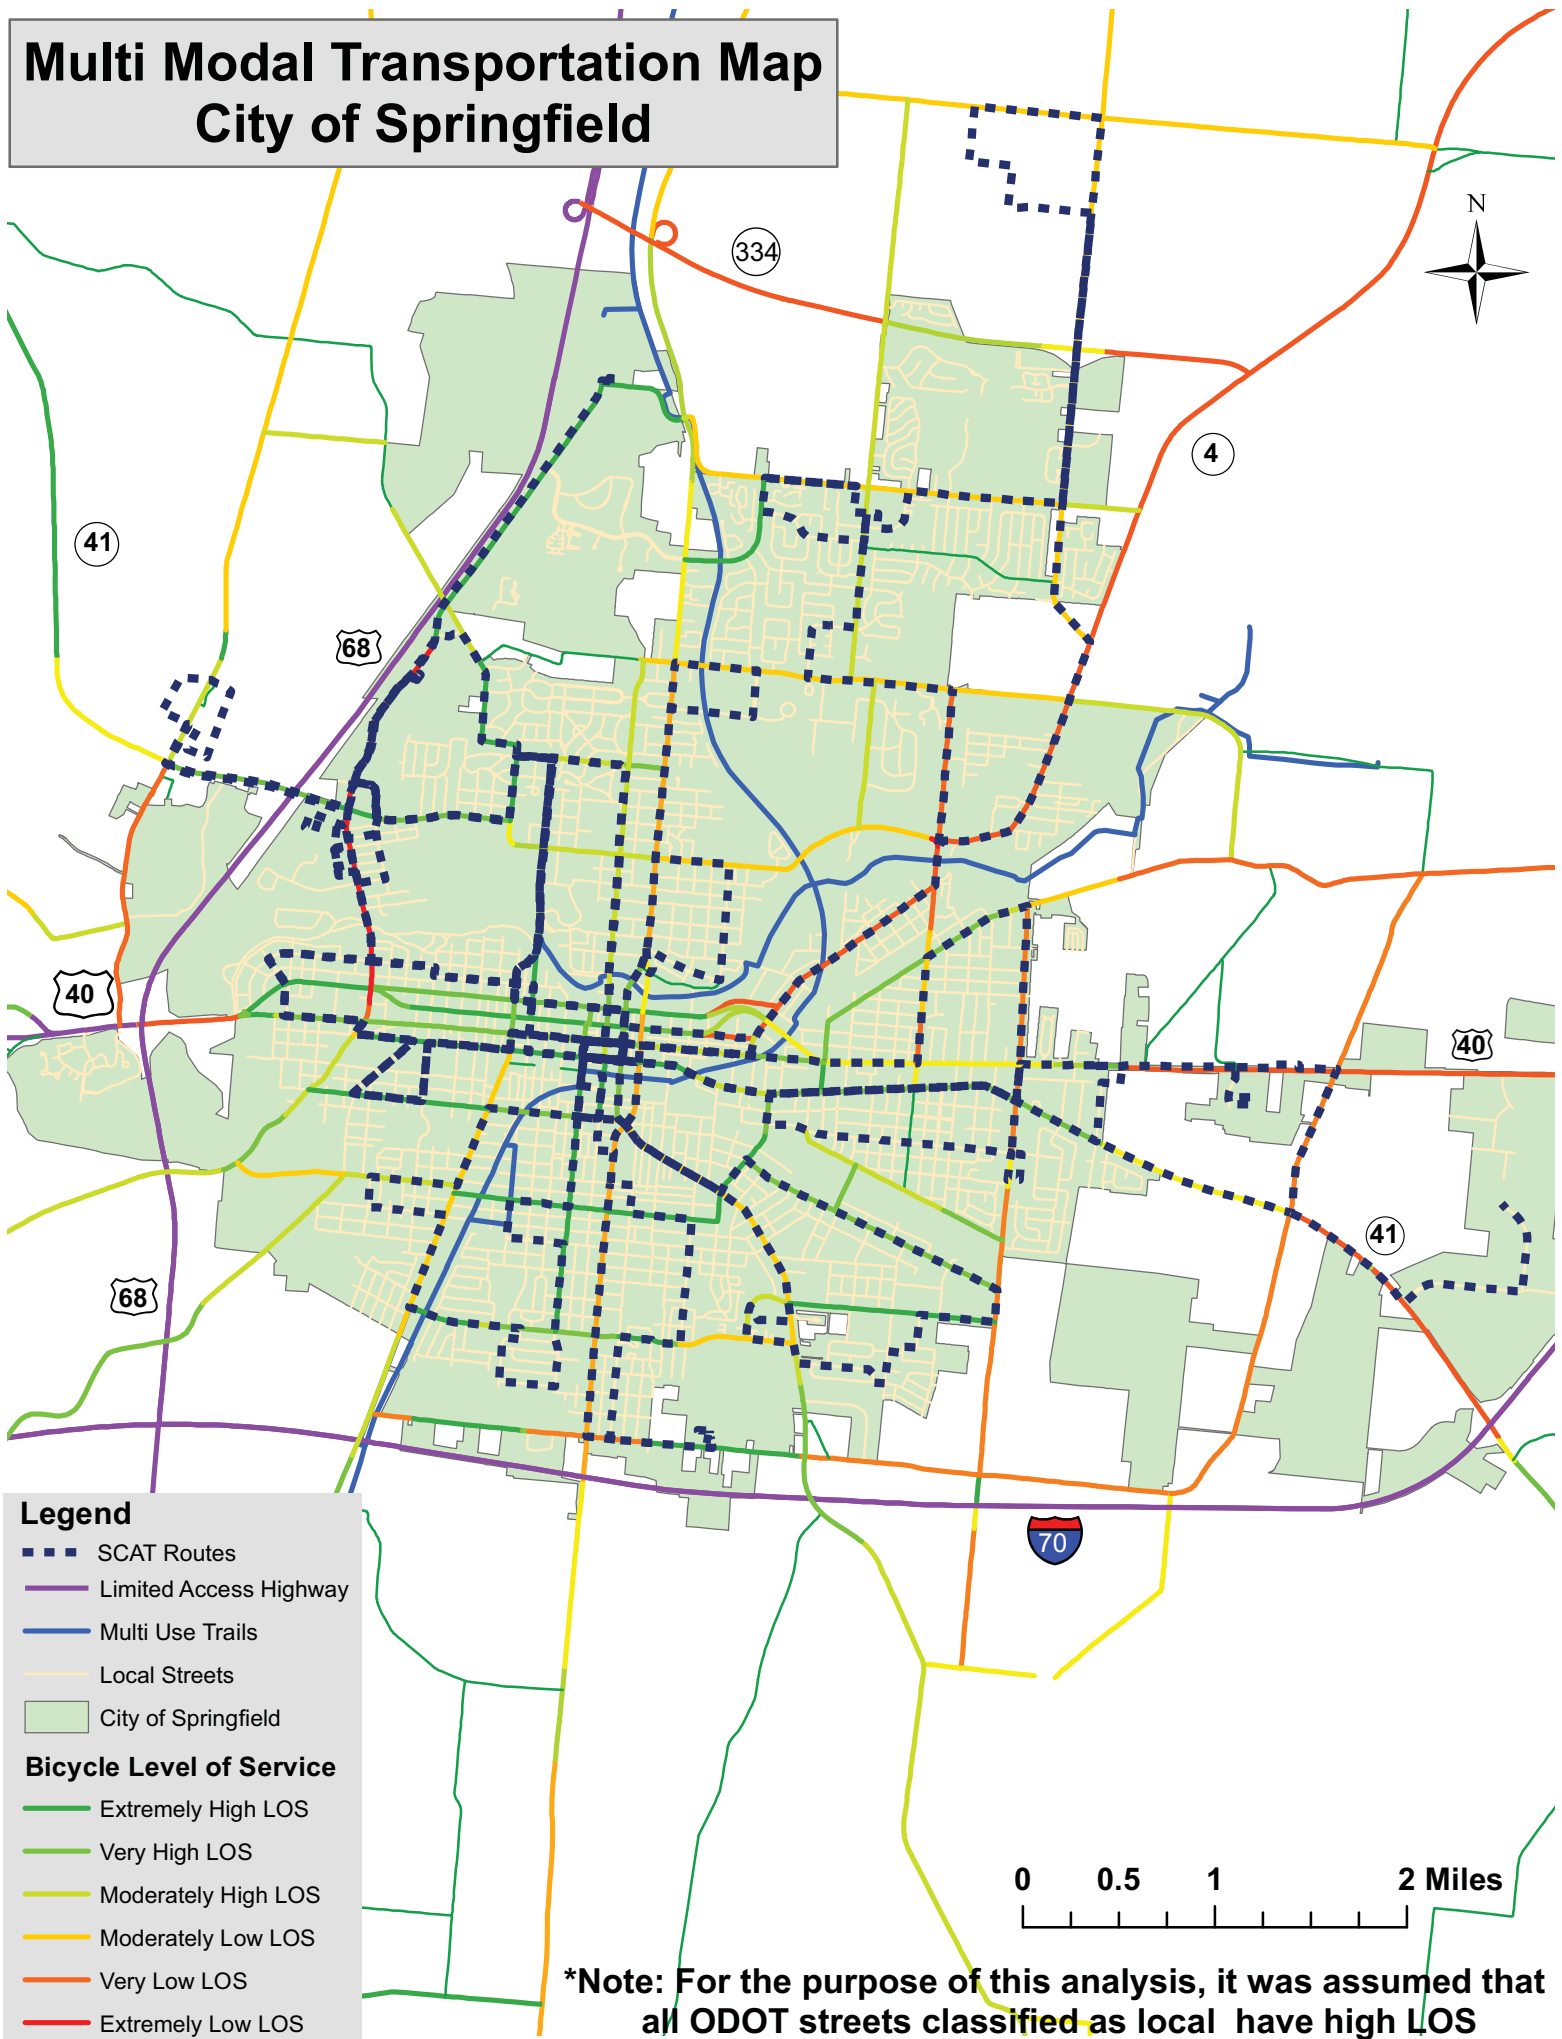 Multi Modal Transportation Map
City of Springfield
334
N
4
41
68
40
40
41
68
70
Legend
SCAT Routes
Limited Access Highway
Multi Use Trails
Local Streets
City of Springfield
Bicycle Level of Service
Extremely High LOS
Very High LOS
Moderately High LOS
Moderately Low LOS
Very Low LOS
Extremely Low LOS
0 0.5 1 2 Miles
*Note: For the purpose of this analysis, it was assumed that
all ODOT streets classified as local have high LOS